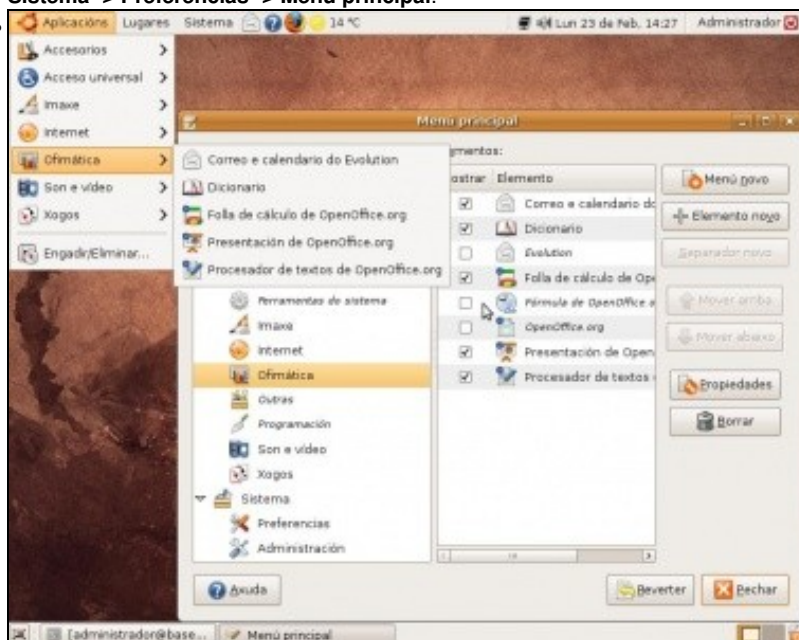 Sistema -> Preferencias -> Menú principal.
Aplicacións Lugares Sistema 14 °C Lun 23 de Feb, 14:27 Administrador
Accesorios
Acceso universal
Imaxe
Internet
Ofimática
Son e vídeo
Xogos
Engadir/Eliminar...
Correo e calendario do Evolution
Dicionario
Folla de cálculo de OpenOffice.org
Presentación de OpenOffice.org
Procesador de textos de OpenOffice.org
Menú principal
Elemento
Correo e calendario do
Dicionario
Evolution
Folla de cálculo de Ope
Fórmula de OpenOffice
OpenOffice.org
Presentación de Open
Procesador de textos
Ferramentas de sistema
Imaxe
Internet
Ofimática
Outras
Programación
Son e vídeo
Xogos
Sistema
Preferencias
Administración
Menú novo
Elemento novo
Separador novo
Mover arriba
Mover abaixo
Propiedades
Borrar
Axuda
Reverter
Pechar
[administrador@base...
Menú principal